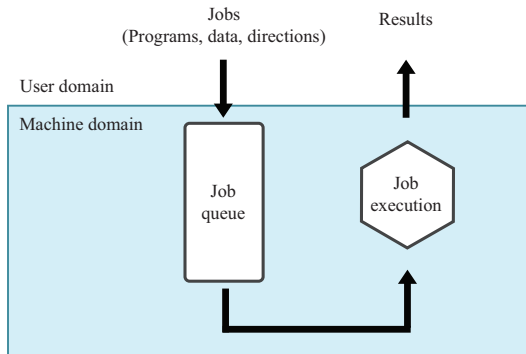 Jobs
(Programs, data, directions)
Results
User domain
Machine domain
Job
queue
Job
execution